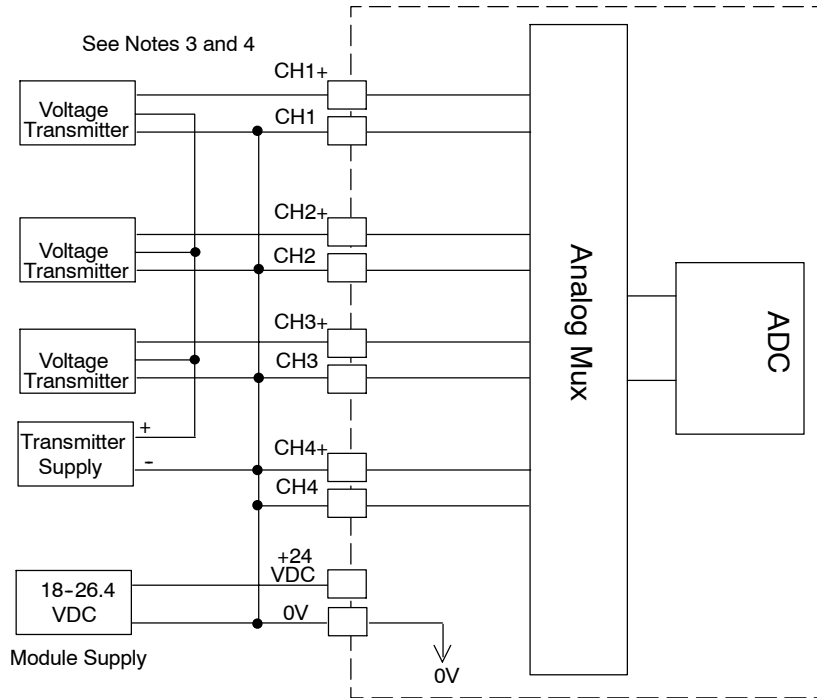 See Notes 3 and 4
CH1+
Voltage
Transmitter
CH1
CH2+
Voltage
Transmitter
CH2
CH3+
Voltage
Transmitter
CH3
+
Transmitter
Supply
-
CH4+
CH4
+24
VDC
18-26.4
VDC
0V
Module Supply
0V
Analog Mux
ADC